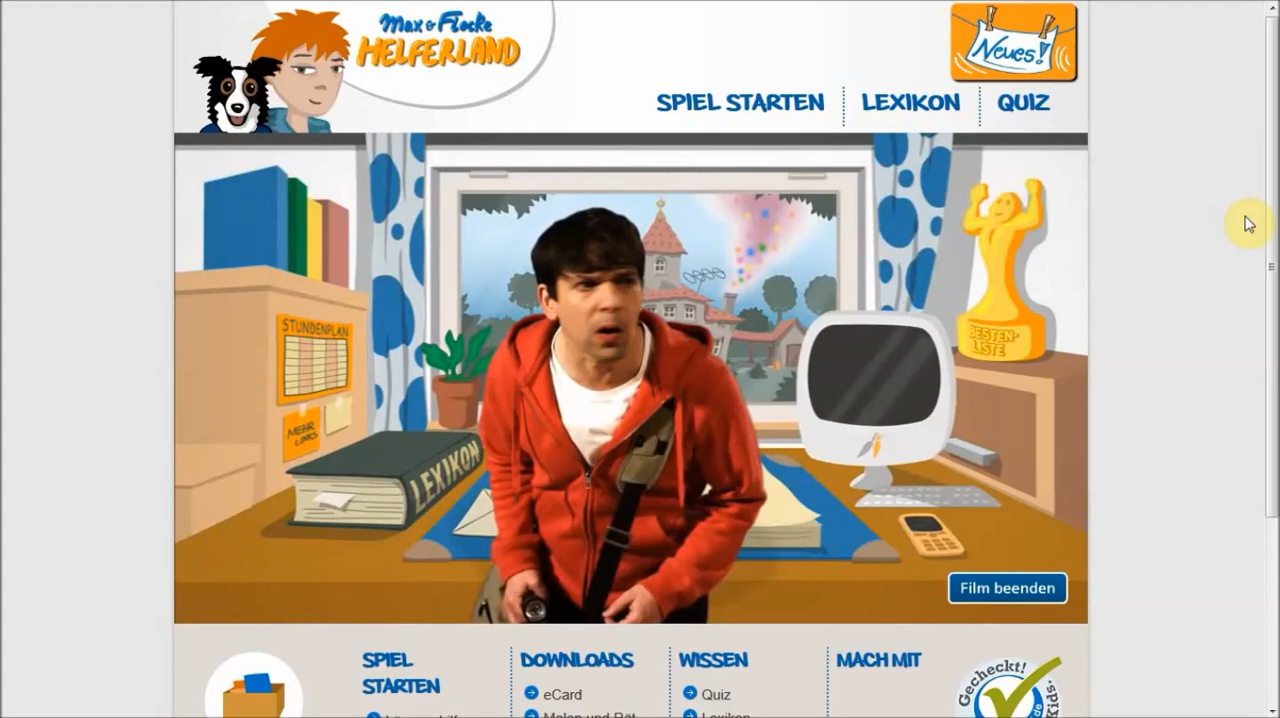 Max & Flocke
HELFERLAND
Neues!
SPIEL STARTEN
LEXIKON
QUIZ
STUNDENPLAN
MEHR
LINKS
LEXIKON
BESTEN-
LISTE
Film beenden
SPIEL
STARTEN
DOWNLOADS
eCard
WISSEN
Quiz
MACH MIT
Gecheckt!